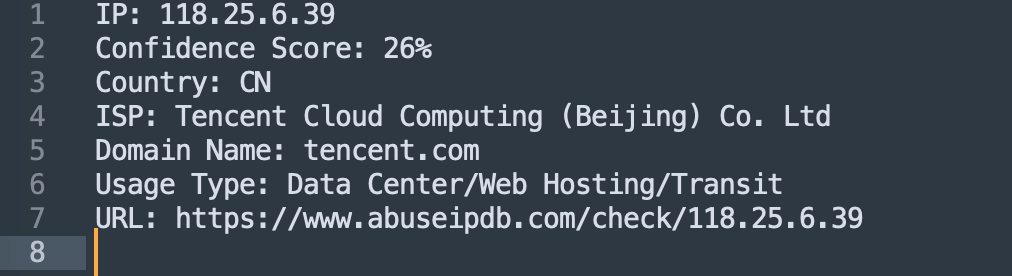 1 IP: 118.25.6.39
2 Confidence Score: 26%
3 Country: CN
4 ISP: Tencent Cloud Computing (Beijing) Co. Ltd
5 Domain Name: tencent.com
6 Usage Type: Data Center/Web Hosting/Transit
7 URL: https://www.abuseipdb.com/check/118.25.6.39
8